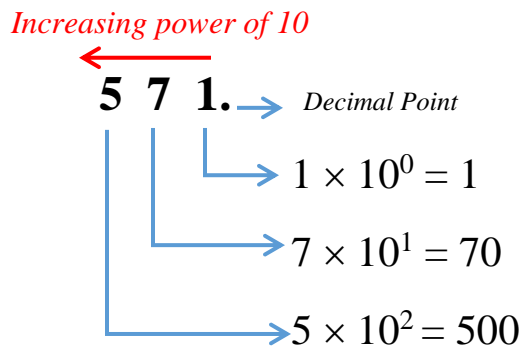 Increasing power of 10
5 7 1. Decimal Point
1 × 10⁰ = 1
7 × 10¹ = 70
5 × 10² = 500